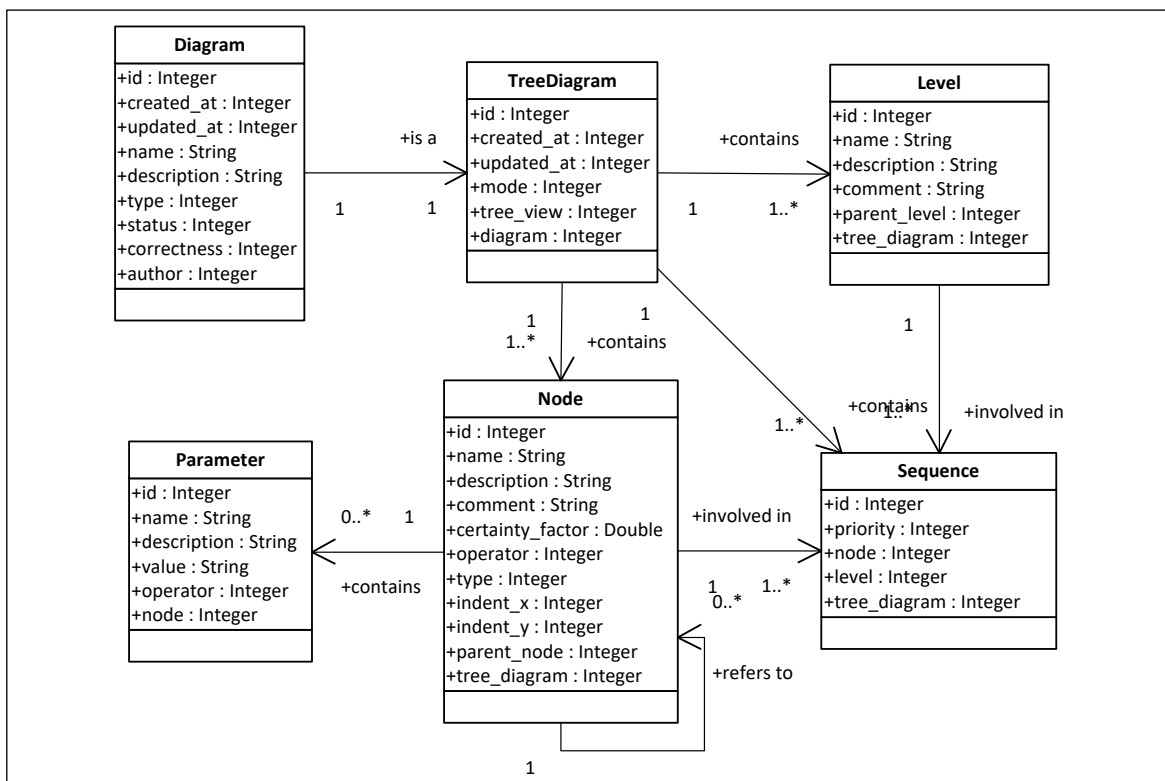 Diagram
+id : Integer
+created_at : Integer
+updated_at : Integer
+name : String
+description : String
+type : Integer
+status : Integer
+correctness : Integer
+author : Integer
+is a
1
1
TreeDiagram
+id : Integer
+created_at : Integer
+updated_at : Integer
+mode : Integer
+tree_view : Integer
+diagram : Integer
+contains
1
1..*
Level
+id : Integer
+name : String
+description : String
+comment : String
+parent_level : Integer
+tree_diagram : Integer
1
1..*
+contains
1
1..*
+contains
1
1..*
+involved in
Node
+id : Integer
+name : String
+description : String
+comment : String
+certainty_factor : Double
+operator : Integer
+type : Integer
+indent_x : Integer
+indent_y : Integer
+parent_node : Integer
+tree_diagram : Integer
Parameter
+id : Integer
+name : String
+description : String
+value : String
+operator : Integer
+node : Integer
0..*
1
+contains
+involved in
1
1..*
0..*
+refers to
1
Sequence
+id : Integer
+priority : Integer
+node : Integer
+level : Integer
+tree_diagram : Integer